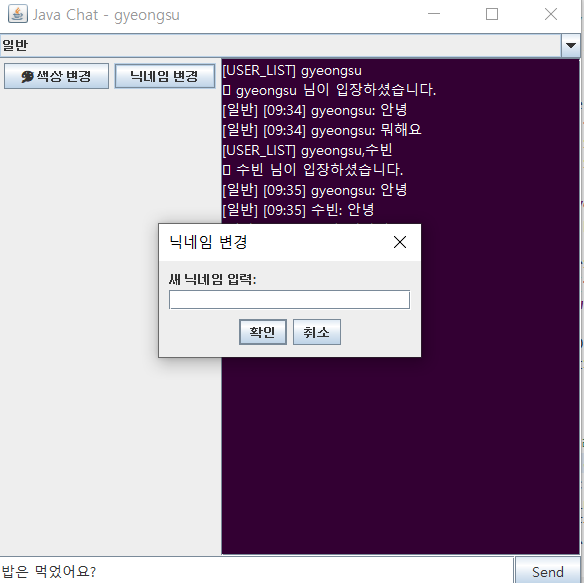 Java Chat - gyeongsu
일반
색상 변경
닉네임 변경
[USER_LIST] gyeongsu
gyeongsu 님이 입장하셨습니다.
[일반] [09:34] gyeongsu: 안녕
[일반] [09:34] gyeongsu: 뭐해요
[USER_LIST] gyeongsu,수빈
수빈 님이 입장하셨습니다.
[일반] [09:35] gyeongsu: 안녕
[일반] [09:35] 수빈: 안녕
닉네임 변경
새 닉네임 입력:
확인
취소
밥은 먹었어요?
Send